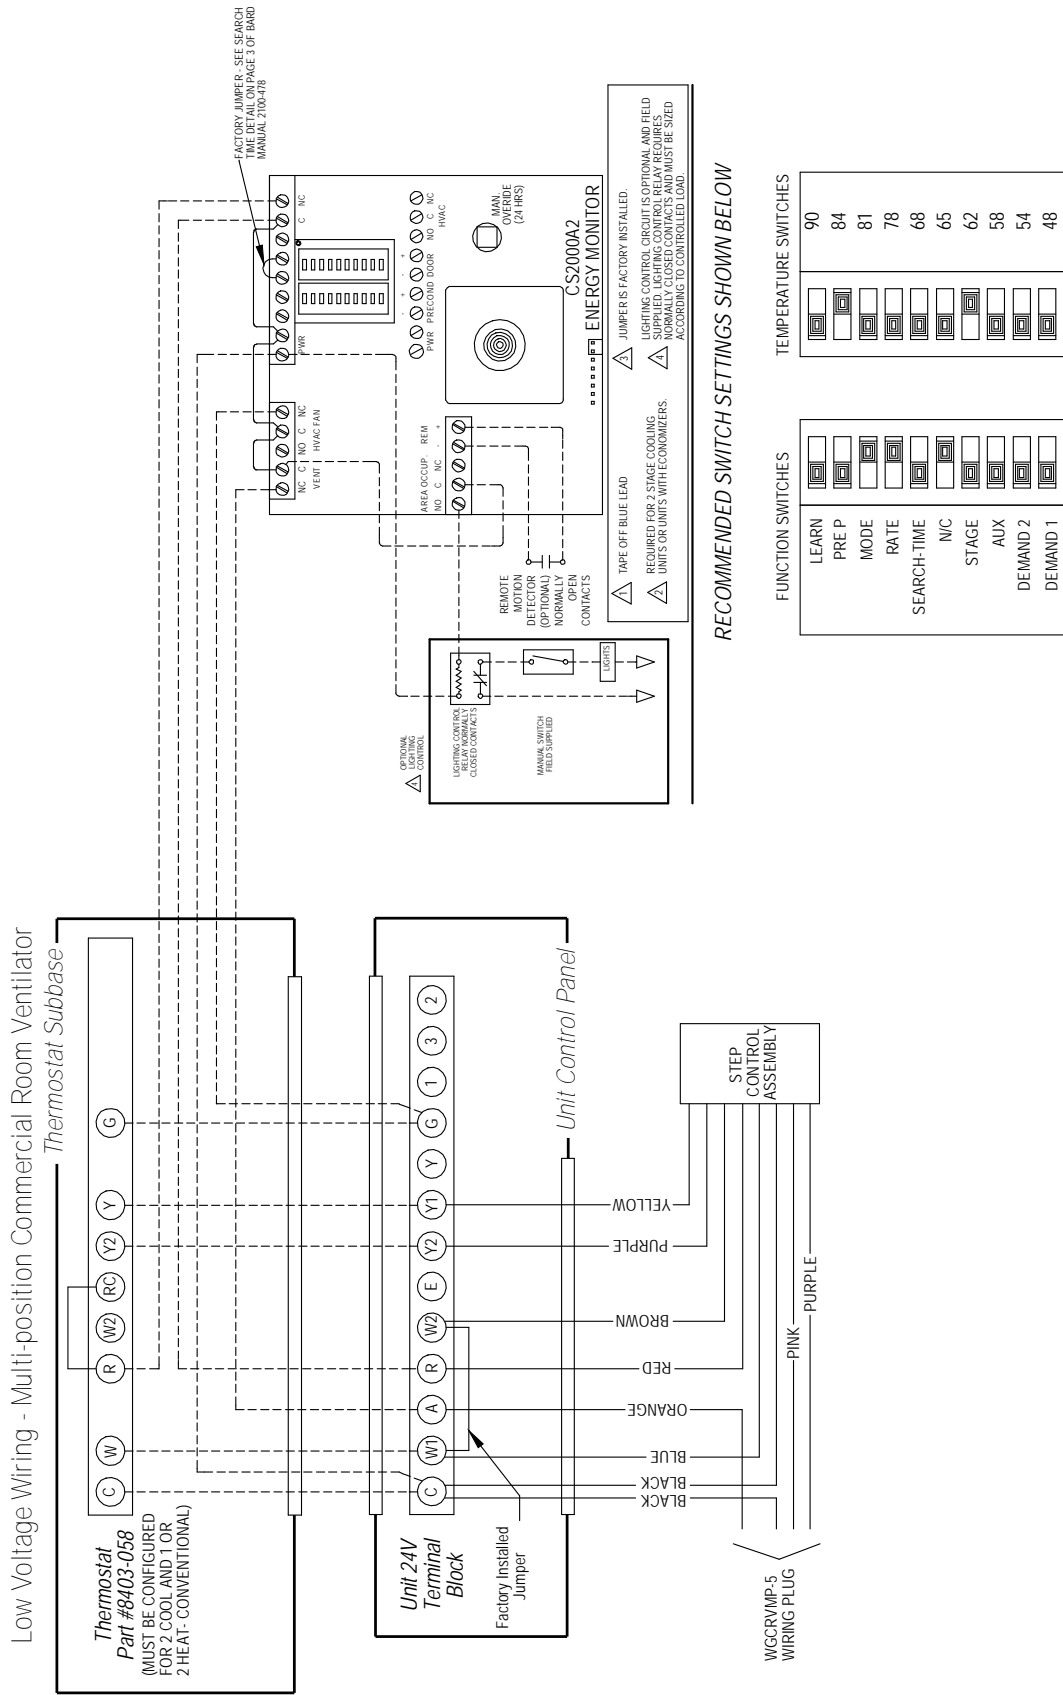 Low Voltage Wiring - Multi-position Commercial Room Ventilator
Thermostat Subbase
Thermostat
Part #8403-058
(MUST BE CONFIGURED
FOR 2 COOL AND 1 OR
2 HEAT- CONVENTIONAL)
C
W
R
W2
RC
Y2
Y
G
Unit 24V
Terminal
Block
C
W1
A
R
W2
E
Y2
Y1
Y
G
1
3
2
Factory Installed
Jumper
Unit Control Panel
BLACK
BLACK
BLUE
ORANGE
RED
BROWN
PURPLE
YELLOW
WGCRVMP-5
WIRING PLUG
PINK
PURPLE
STEP
CONTROL
ASSEMBLY
FACTORY JUMPER - SEE SEARCH
TIME DETAIL ON PAGE 3 OF BARD
MANUAL 2100-478
NC C NO C NC
VENT HVAC FAN
PWR
C NC
- + - +
PWR PRECOND DOOR NO C NC
HVAC
MAN.
OVERIDE
(24 HRS)
AREA OCCUP. REM
NO C NC - +
CS2000A2
ENERGY MONITOR
REMOTE
MOTION
DETECTOR
(OPTIONAL)
NORMALLY
OPEN
CONTACTS
4 OPTIONAL
LIGHTING
CONTROL
LIGHTING CONTROL
RELAY NORMALLY
CLOSED CONTACTS
MANUAL SWITCH
FIELD SUPPLIED
LIGHTS
1 TAPE OFF BLUE LEAD
2 REQUIRED FOR 2 STAGE COOLING
UNITS OR UNITS WITH ECONOMIZERS.
3 JUMPER IS FACTORY INSTALLED.
4 LIGHTING CONTROL CIRCUIT IS OPTIONAL AND FIELD
SUPPLIED. LIGHTING CONTROL RELAY REQUIRES
NORMALLY CLOSED CONTACTS AND MUST BE SIZED
ACCORDING TO CONTROLLED LOAD.
RECOMMENDED SWITCH SETTINGS SHOWN BELOW
FUNCTION SWITCHES
LEARN
PRE P
MODE
RATE
SEARCH-TIME
N/C
STAGE
AUX
DEMAND 2
DEMAND 1
TEMPERATURE SWITCHES
90
84
81
78
68
65
62
58
54
48